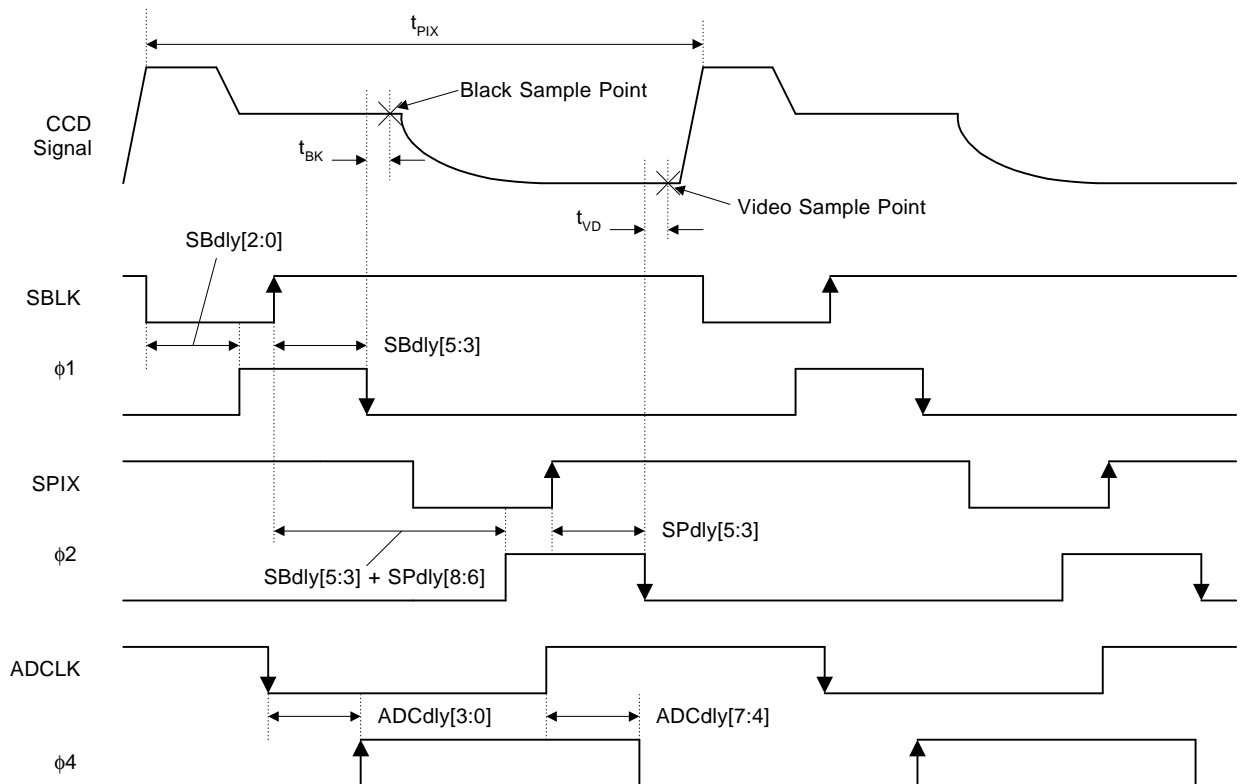 tPIX
Black Sample Point
CCD
Signal
tBK
Video Sample Point
tVD
SBdly[2:0]
SBLK
SBdly[5:3]
ϕ1
SPIX
SPdly[5:3]
ϕ2
SBdly[5:3] + SPdly[8:6]
ADCLK
ADCdly[3:0]
ADCdly[7:4]
ϕ4